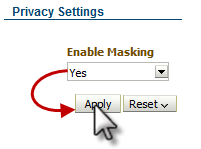 Privacy Settings
Enable Masking
Yes
Apply Reset